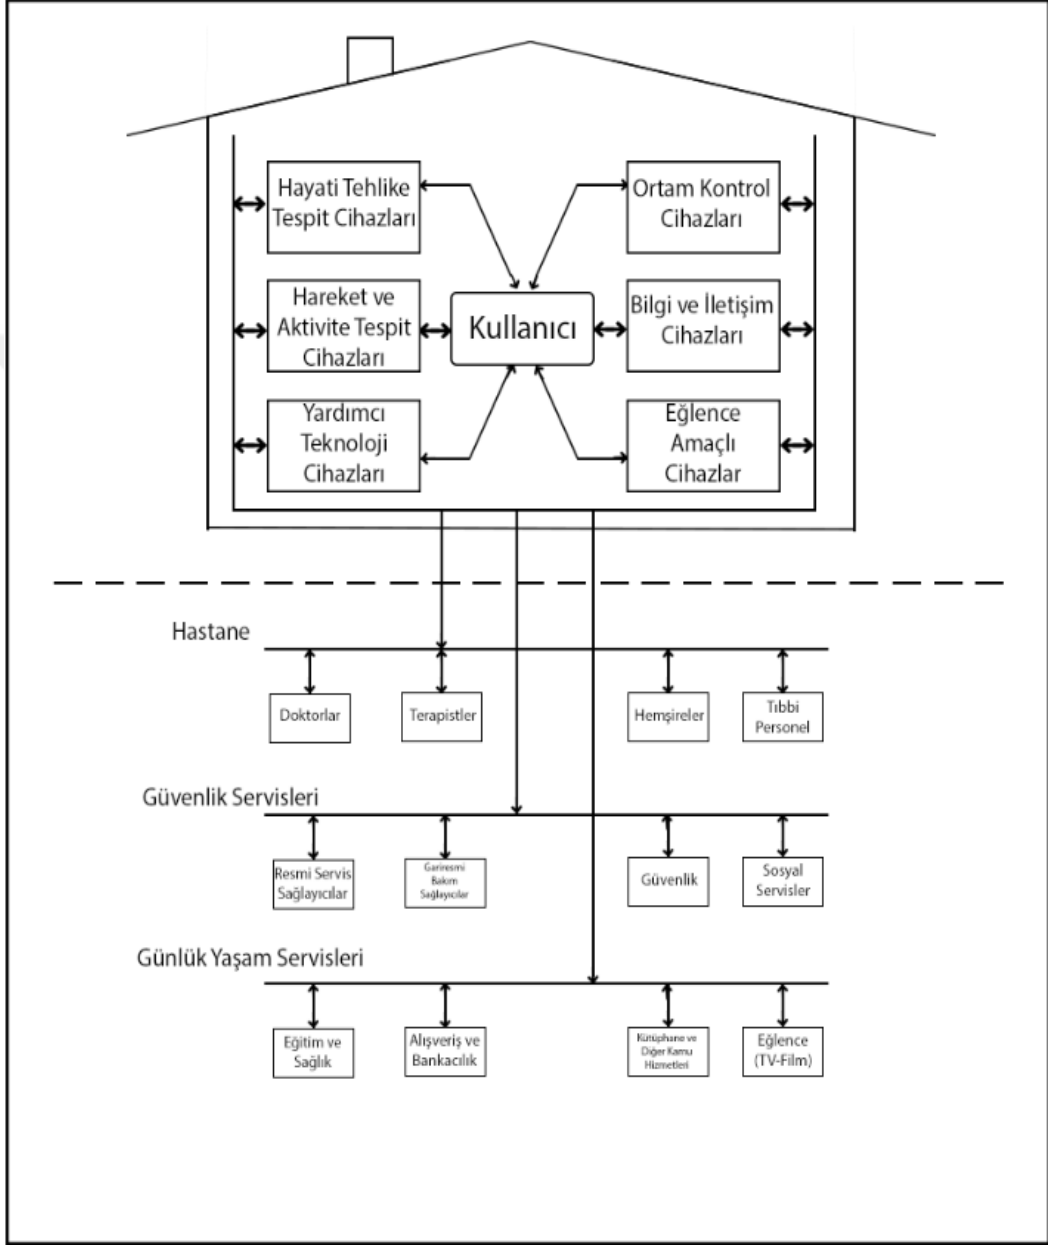 Hayati Tehlike
Tespit Cihazları
Ortam Kontrol
Cihazları
Hareket ve
Aktivite Tespit
Cihazları
Kullanıcı
Bilgi ve İletişim
Cihazları
Yardımcı
Teknoloji
Cihazları
Eğlence
Amaçlı
Cihazlar
Hastane
Doktorlar
Terapistler
Hemşireler
Tıbbi
Personel
Güvenlik Servisleri
Resmi Servis
Sağlayıcılar
Gariresmi
Bakım
Sağlayıcılar
Güvenlik
Sosyal
Servisler
Günlük Yaşam Servisleri
Eğitim ve
Sağlık
Alışveriş ve
Bankacılık
Kütüphane ve
Diğer Kamu
Hizmetleri
Eğlence
(TV-Film)